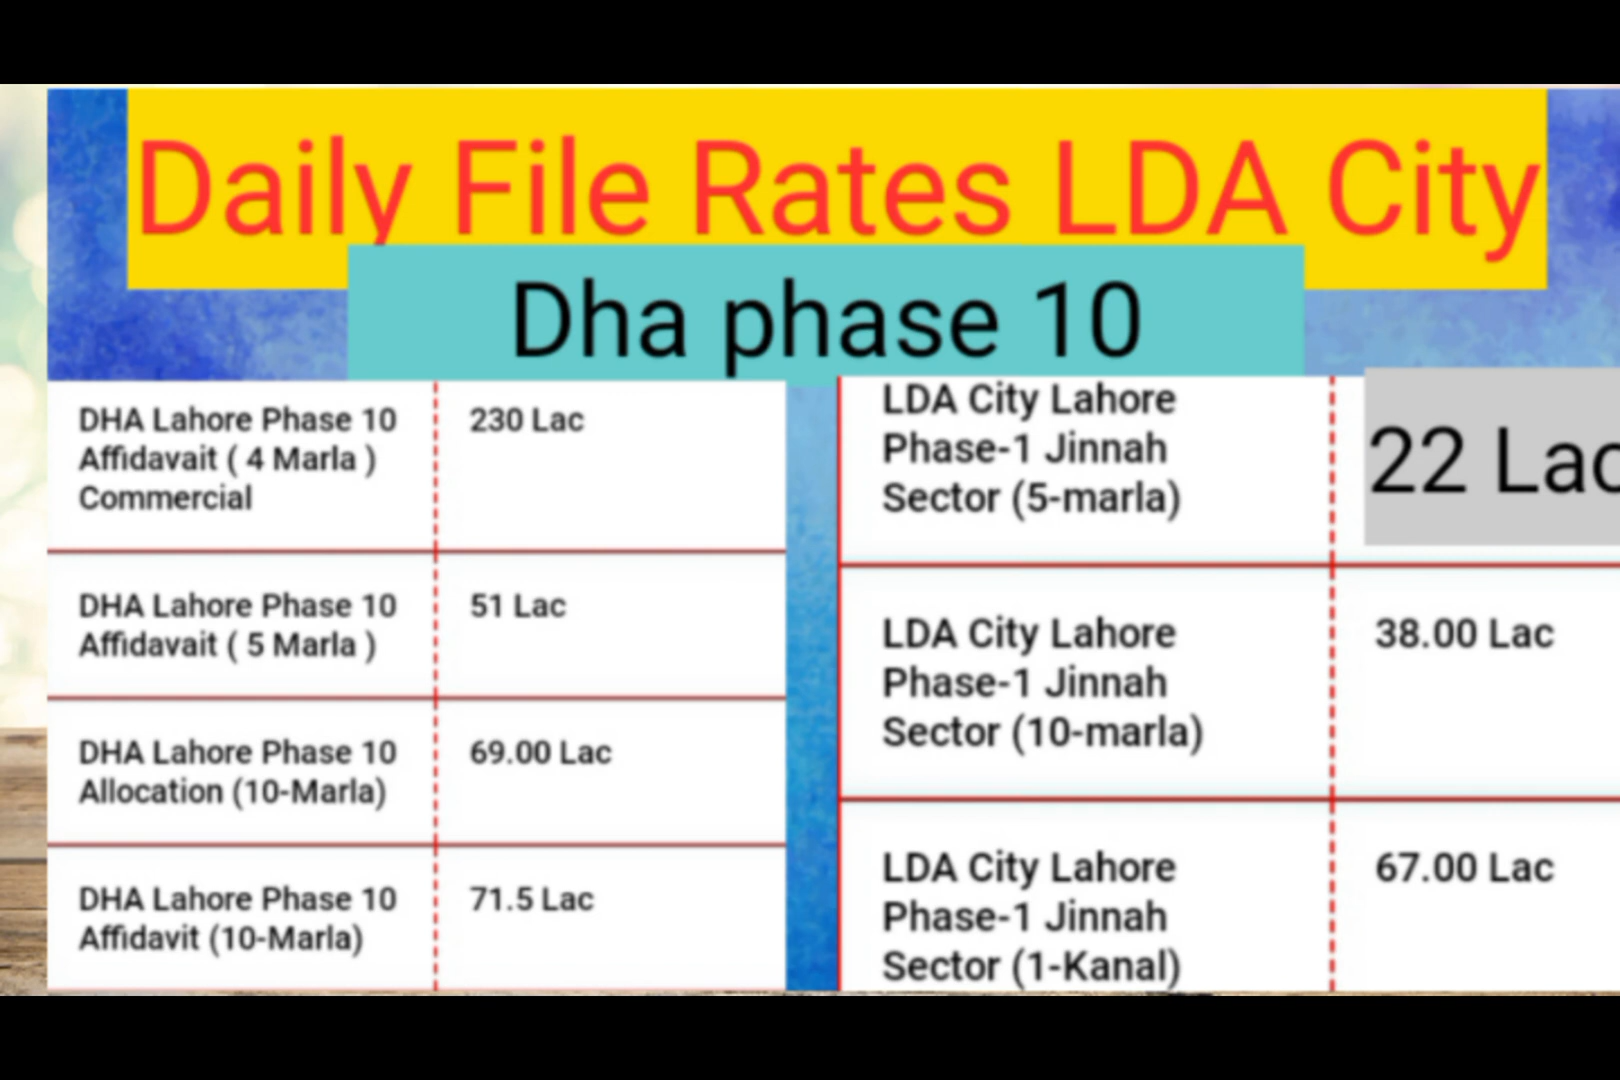 Daily File Rates LDA City
Dha phase 10
DHA Lahore Phase 10
Affidavait ( 4 Marla )
Commercial
230 Lac
DHA Lahore Phase 10
Affidavait ( 5 Marla )
51 Lac
DHA Lahore Phase 10
Allocation (10-Marla)
69.00 Lac
DHA Lahore Phase 10
Affidavit (10-Marla)
71.5 Lac
LDA City Lahore
Phase-1 Jinnah
Sector (5-marla)
22 Lac
LDA City Lahore
Phase-1 Jinnah
Sector (10-marla)
38.00 Lac
LDA City Lahore
Phase-1 Jinnah
Sector (1-Kanal)
67.00 Lac